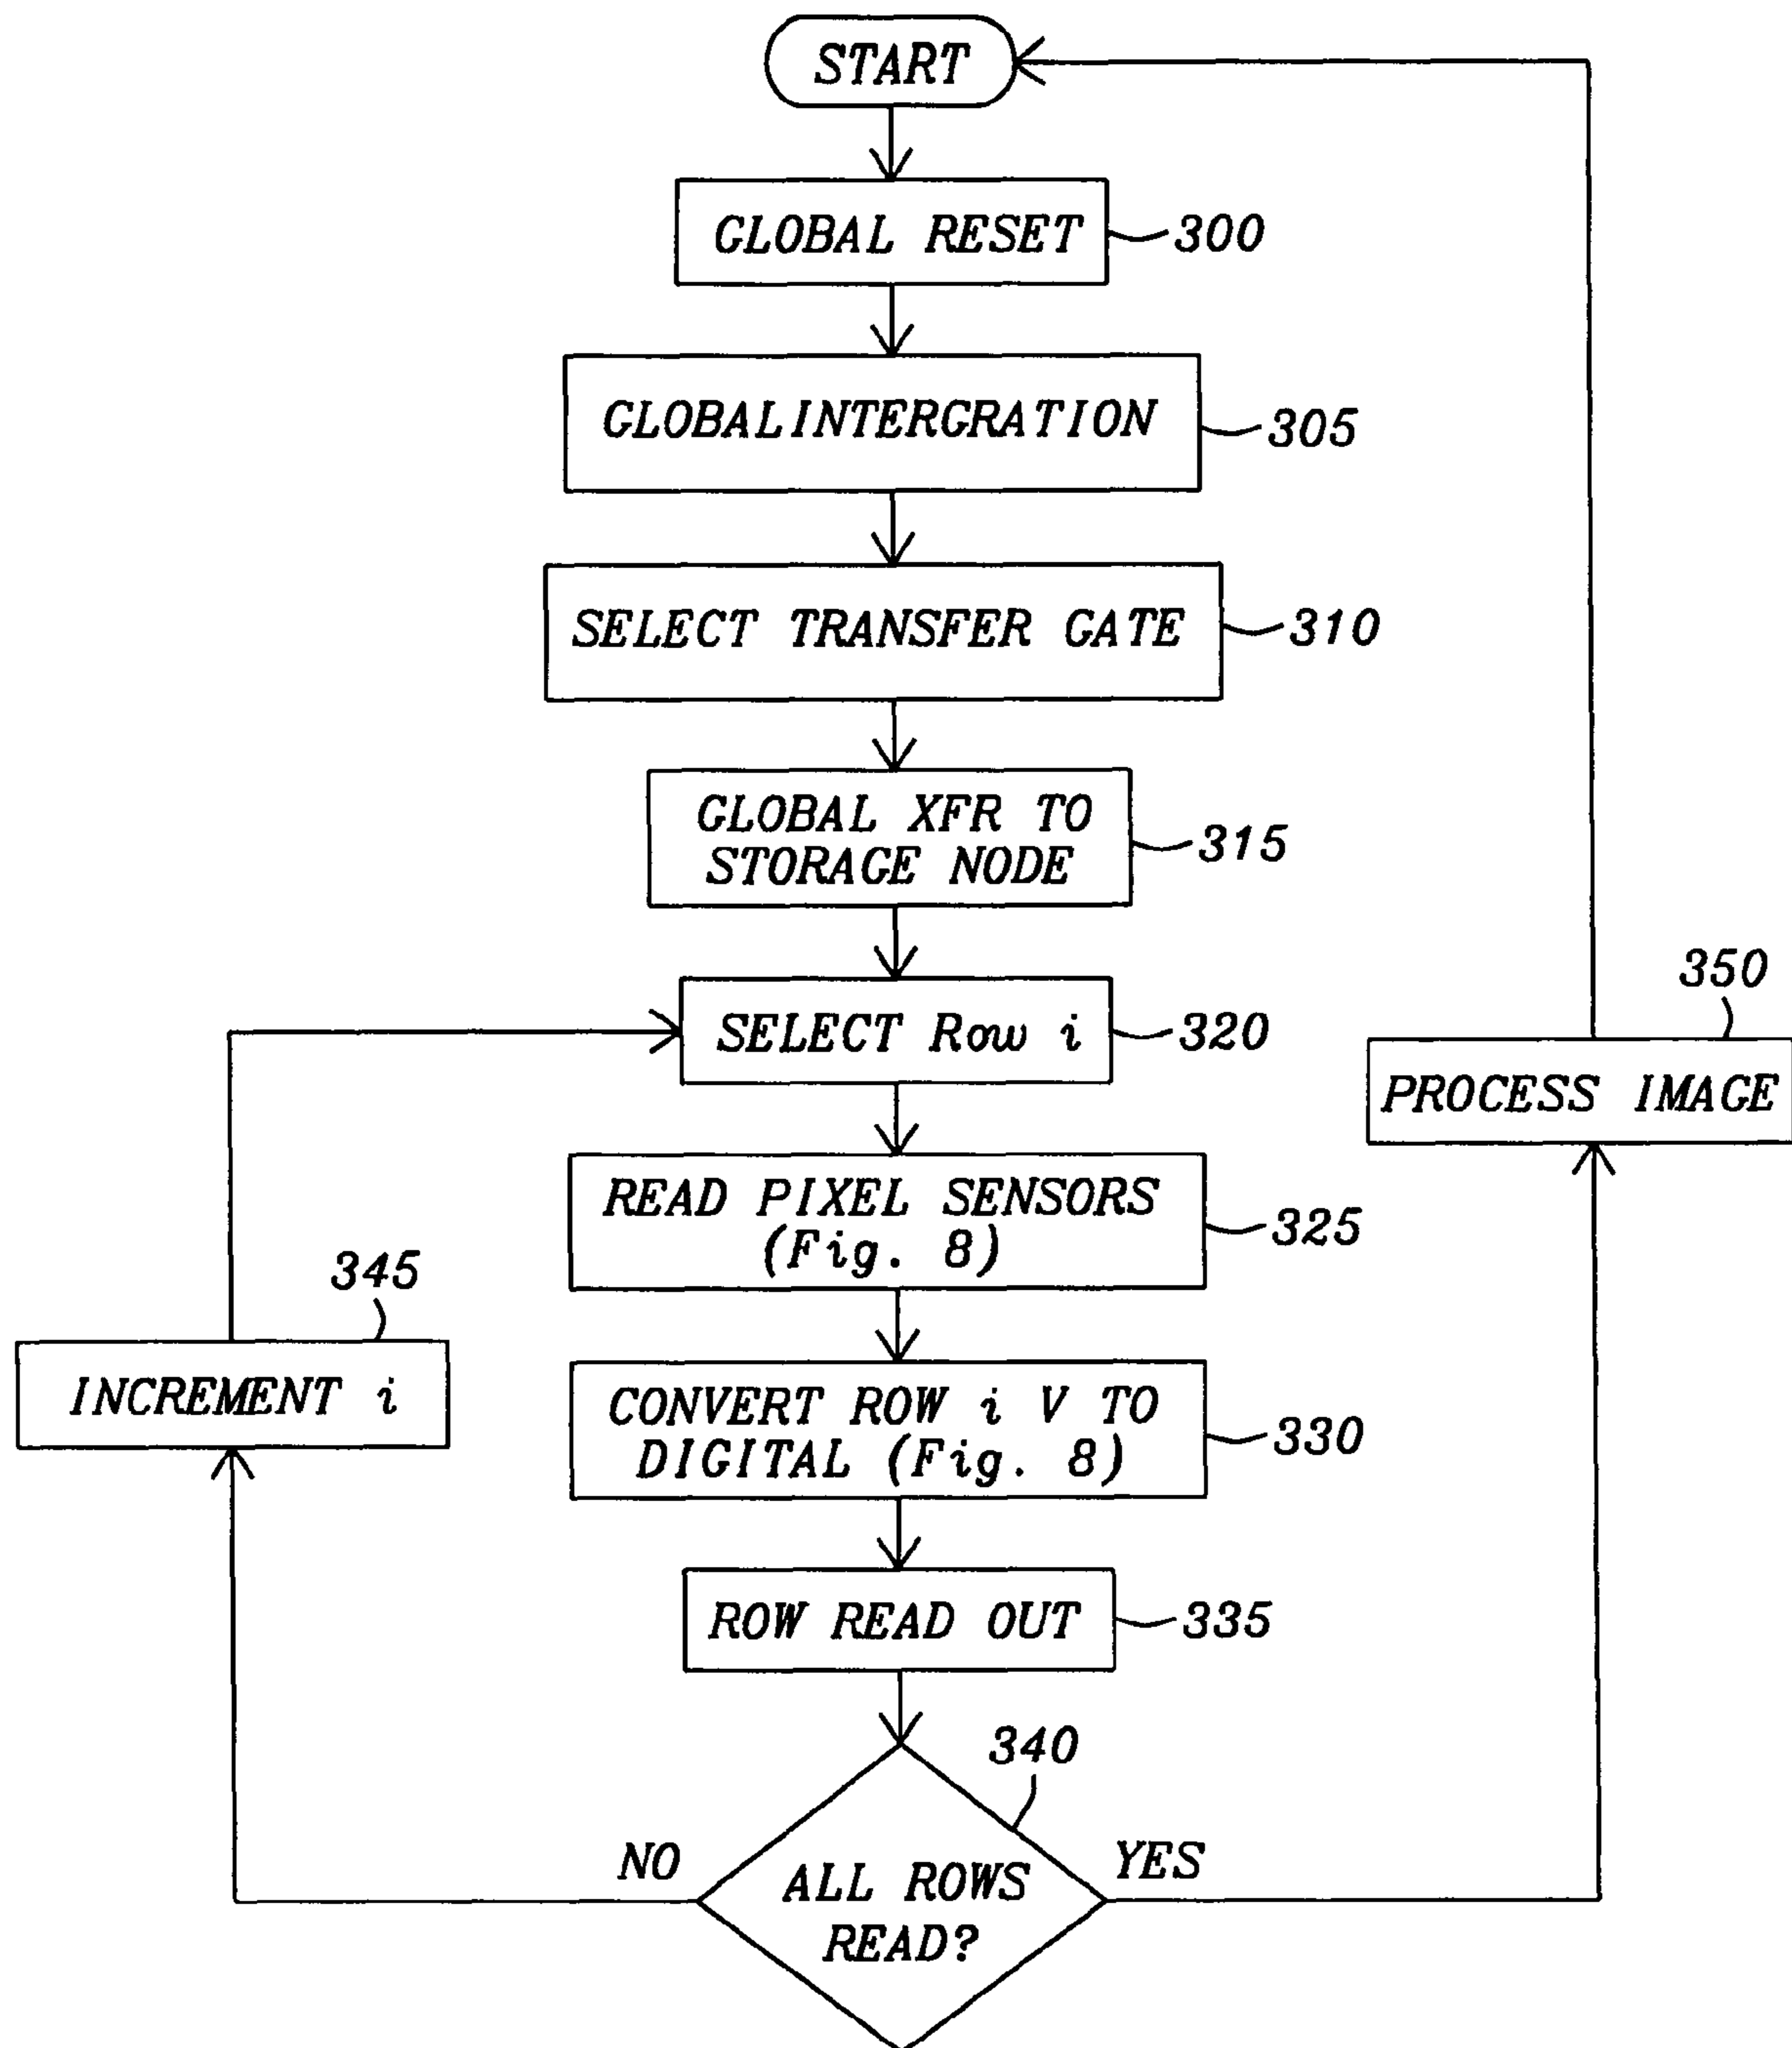 START
GLOBAL RESET
300
GLOBALINTERGRATION
305
SELECT TRANSFER GATE
310
GLOBAL XFR TO
STORAGE NODE
315
SELECT Row i
320
350
PROCESS IMAGE
READ PIXEL SENSORS
(Fig. 8)
325
345
INCREMENT i
CONVERT ROW i V TO
DIGITAL (Fig. 8)
330
ROW READ OUT
335
340
NO
YES
ALL ROWS
READ?